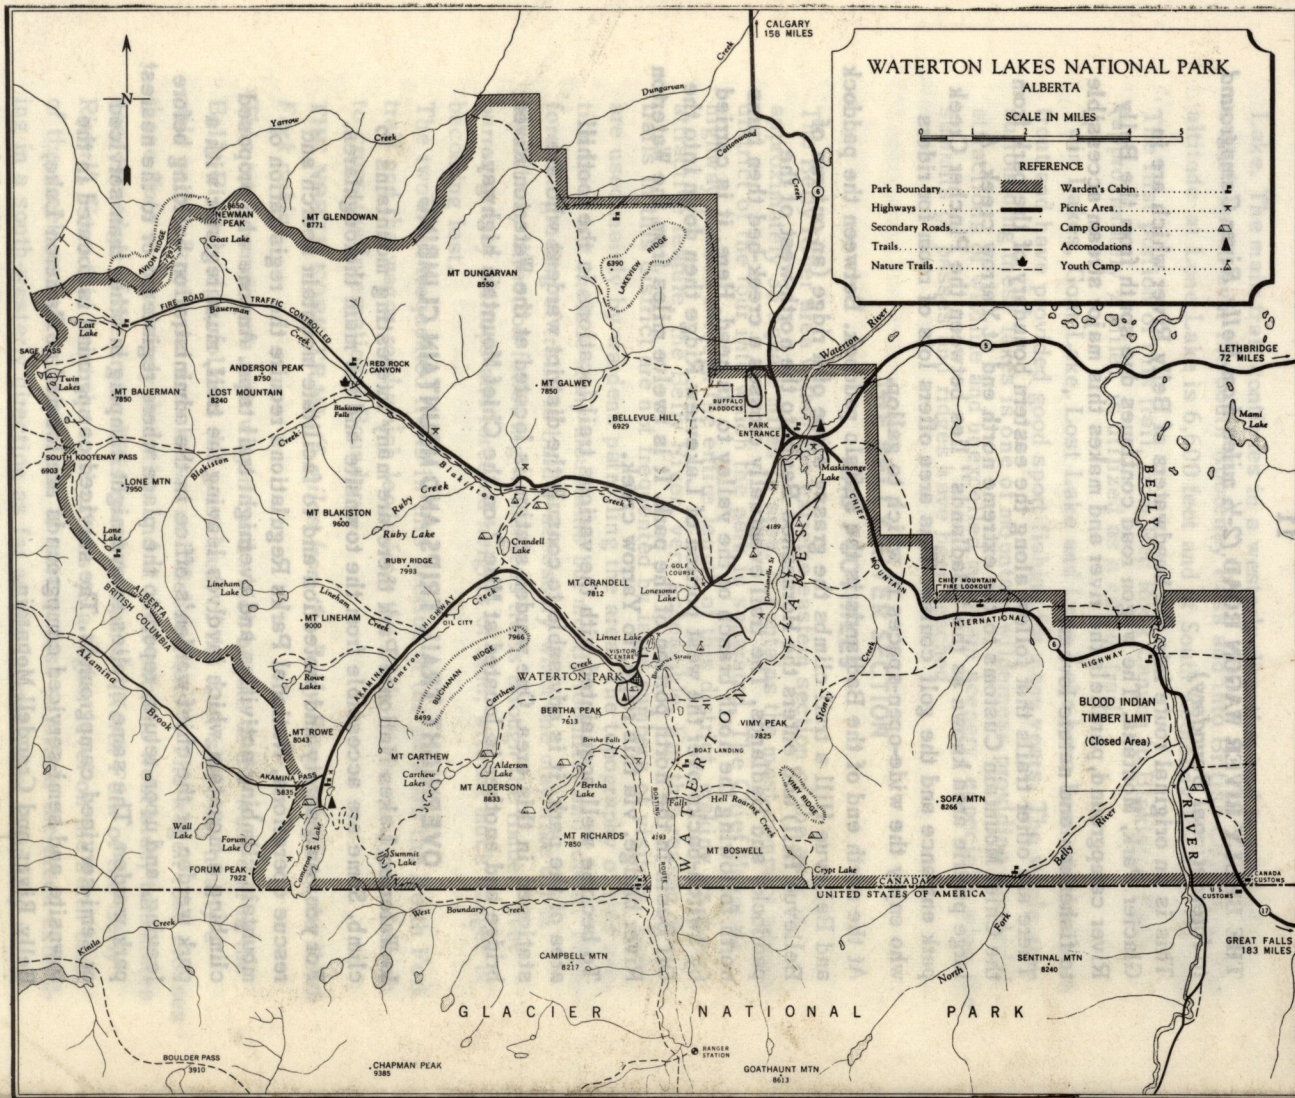 CALGARY
158 MILES
WATERTON LAKES NATIONAL PARK
ALBERTA
SCALE IN MILES
0 1 2 3 4 5
REFERENCE
Park Boundary
Highways
Secondary Roads
Trails
Nature Trails
Warden's Cabin
Picnic Area
Camp Grounds
Accomodations
Youth Camp
N
Yarrow Creek
Dungarvan Creek
Cottonwood Creek
6
8650
NEWMAN PEAK
MT GLENDOWAN
8771
Goat Lake
AVION RIDGE
MT DUNGARVAN
8550
6390
LAKEVIEW RIDGE
FIRE ROAD TRAFFIC CONTROLLED
Bauerman Creek
Lost Lake
SAGE PASS
Twin Lakes
MT BAUERMAN
7850
ANDERSON PEAK
8750
LOST MOUNTAIN
8240
RED ROCK CANYON
Blakiston Falls
MT GALWEY
7850
BELLEVUE HILL
6929
BUFFALO PADDOCKS
PARK ENTRANCE
Waterton River
5
LETHBRIDGE
72 MILES
Mami Lake
Maskinonge Lake
SOUTH KOOTENAY PASS
6903
Blakiston Creek
LONE MTN
7950
Lone Lake
Blakiston Creek
Ruby Creek
MT BLAKISTON
9600
Ruby Lake
RUBY RIDGE
7993
Crandell Lake
MT CRANDELL
7812
GOLF COURSE
Lonesome Lake
4189
CHIEF MOUNTAIN INTERNATIONAL HIGHWAY
CHIEF MOUNTAIN FIRE LOOKOUT
6
BELLY RIVER
ALBERTA
BRITISH COLUMBIA
Lineham Lake
Lineham Creek
MT LINEHAM
9000
OIL CITY
AKAMINA HIGHWAY
Cameron Creek
7966
BUCHANAN RIDGE
8499
Rowe Lakes
MT ROWE
8043
Akamina Brook
AKAMINA PASS
5835
Linnet Lake
VISITOR CENTRE
WATERTON PARK
Carthew Creek
BERTHA PEAK
7613
Bertha Falls
Bertha Lake
MT CARTHEW
Carthew Lakes
Alderson Lake
MT ALDERSON
8833
MT RICHARDS
7850
WATERTON LAKES
BOATING ROUTE
4193
BOAT LANDING
VIMY PEAK
7825
VIMY RIDGE
Stoney Creek
Falls
Hell Roaring Creek
MT BOSWELL
Crypt Lake
SOFA MTN
8266
BLOOD INDIAN
TIMBER LIMIT
(Closed Area)
Belly River
Wall Lake
Forum Lake
FORUM PEAK
7922
Cameron Lake
5445
Summit Lake
CANADA
UNITED STATES OF AMERICA
CANADA CUSTOMS
U S CUSTOMS
17
GREAT FALLS
183 MILES
Kintla Creek
West Boundary Creek
CAMPBELL MTN
8217
North Fork
SENTINAL MTN
8240
GLACIER NATIONAL PARK
BOULDER PASS
3910
CHAPMAN PEAK
9385
RANGER STATION
GOATHAUNT MTN
8613